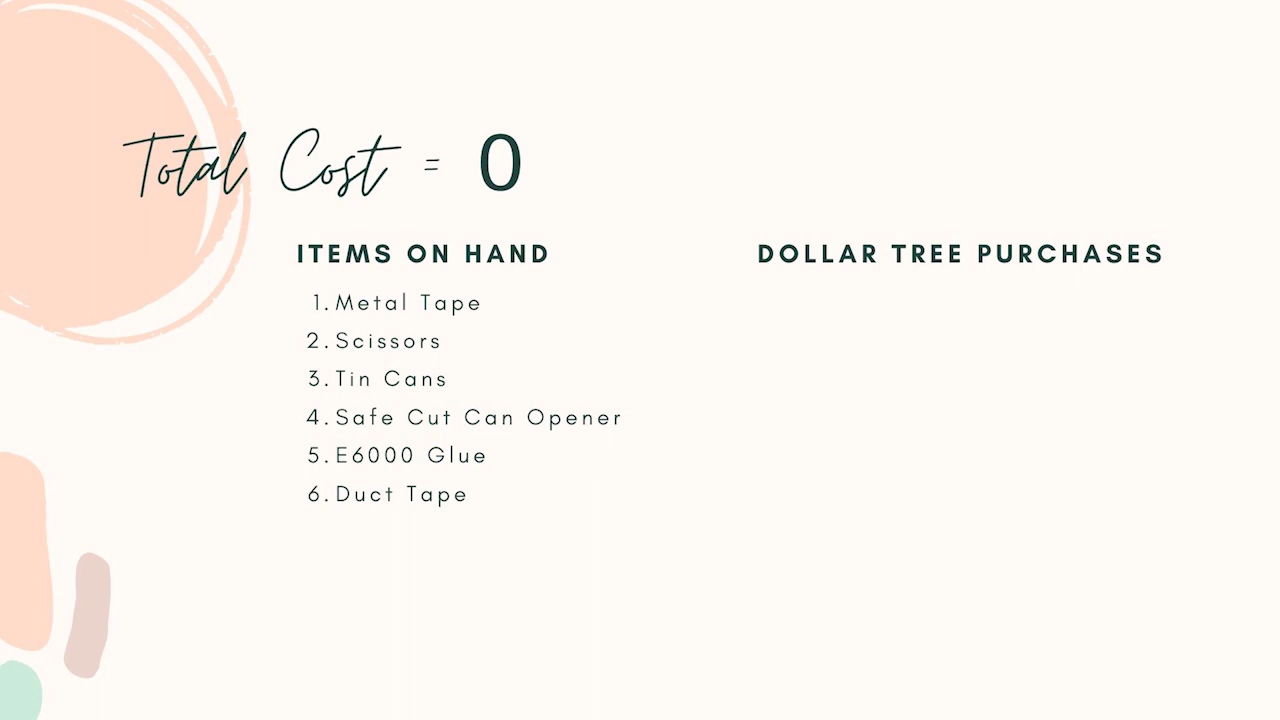 Total Cost = 0
ITEMS ON HAND
1. Metal Tape
2. Scissors
3. Tin Cans
4. Safe Cut Can Opener
5. E6000 Glue
6. Duct Tape
DOLLAR TREE PURCHASES